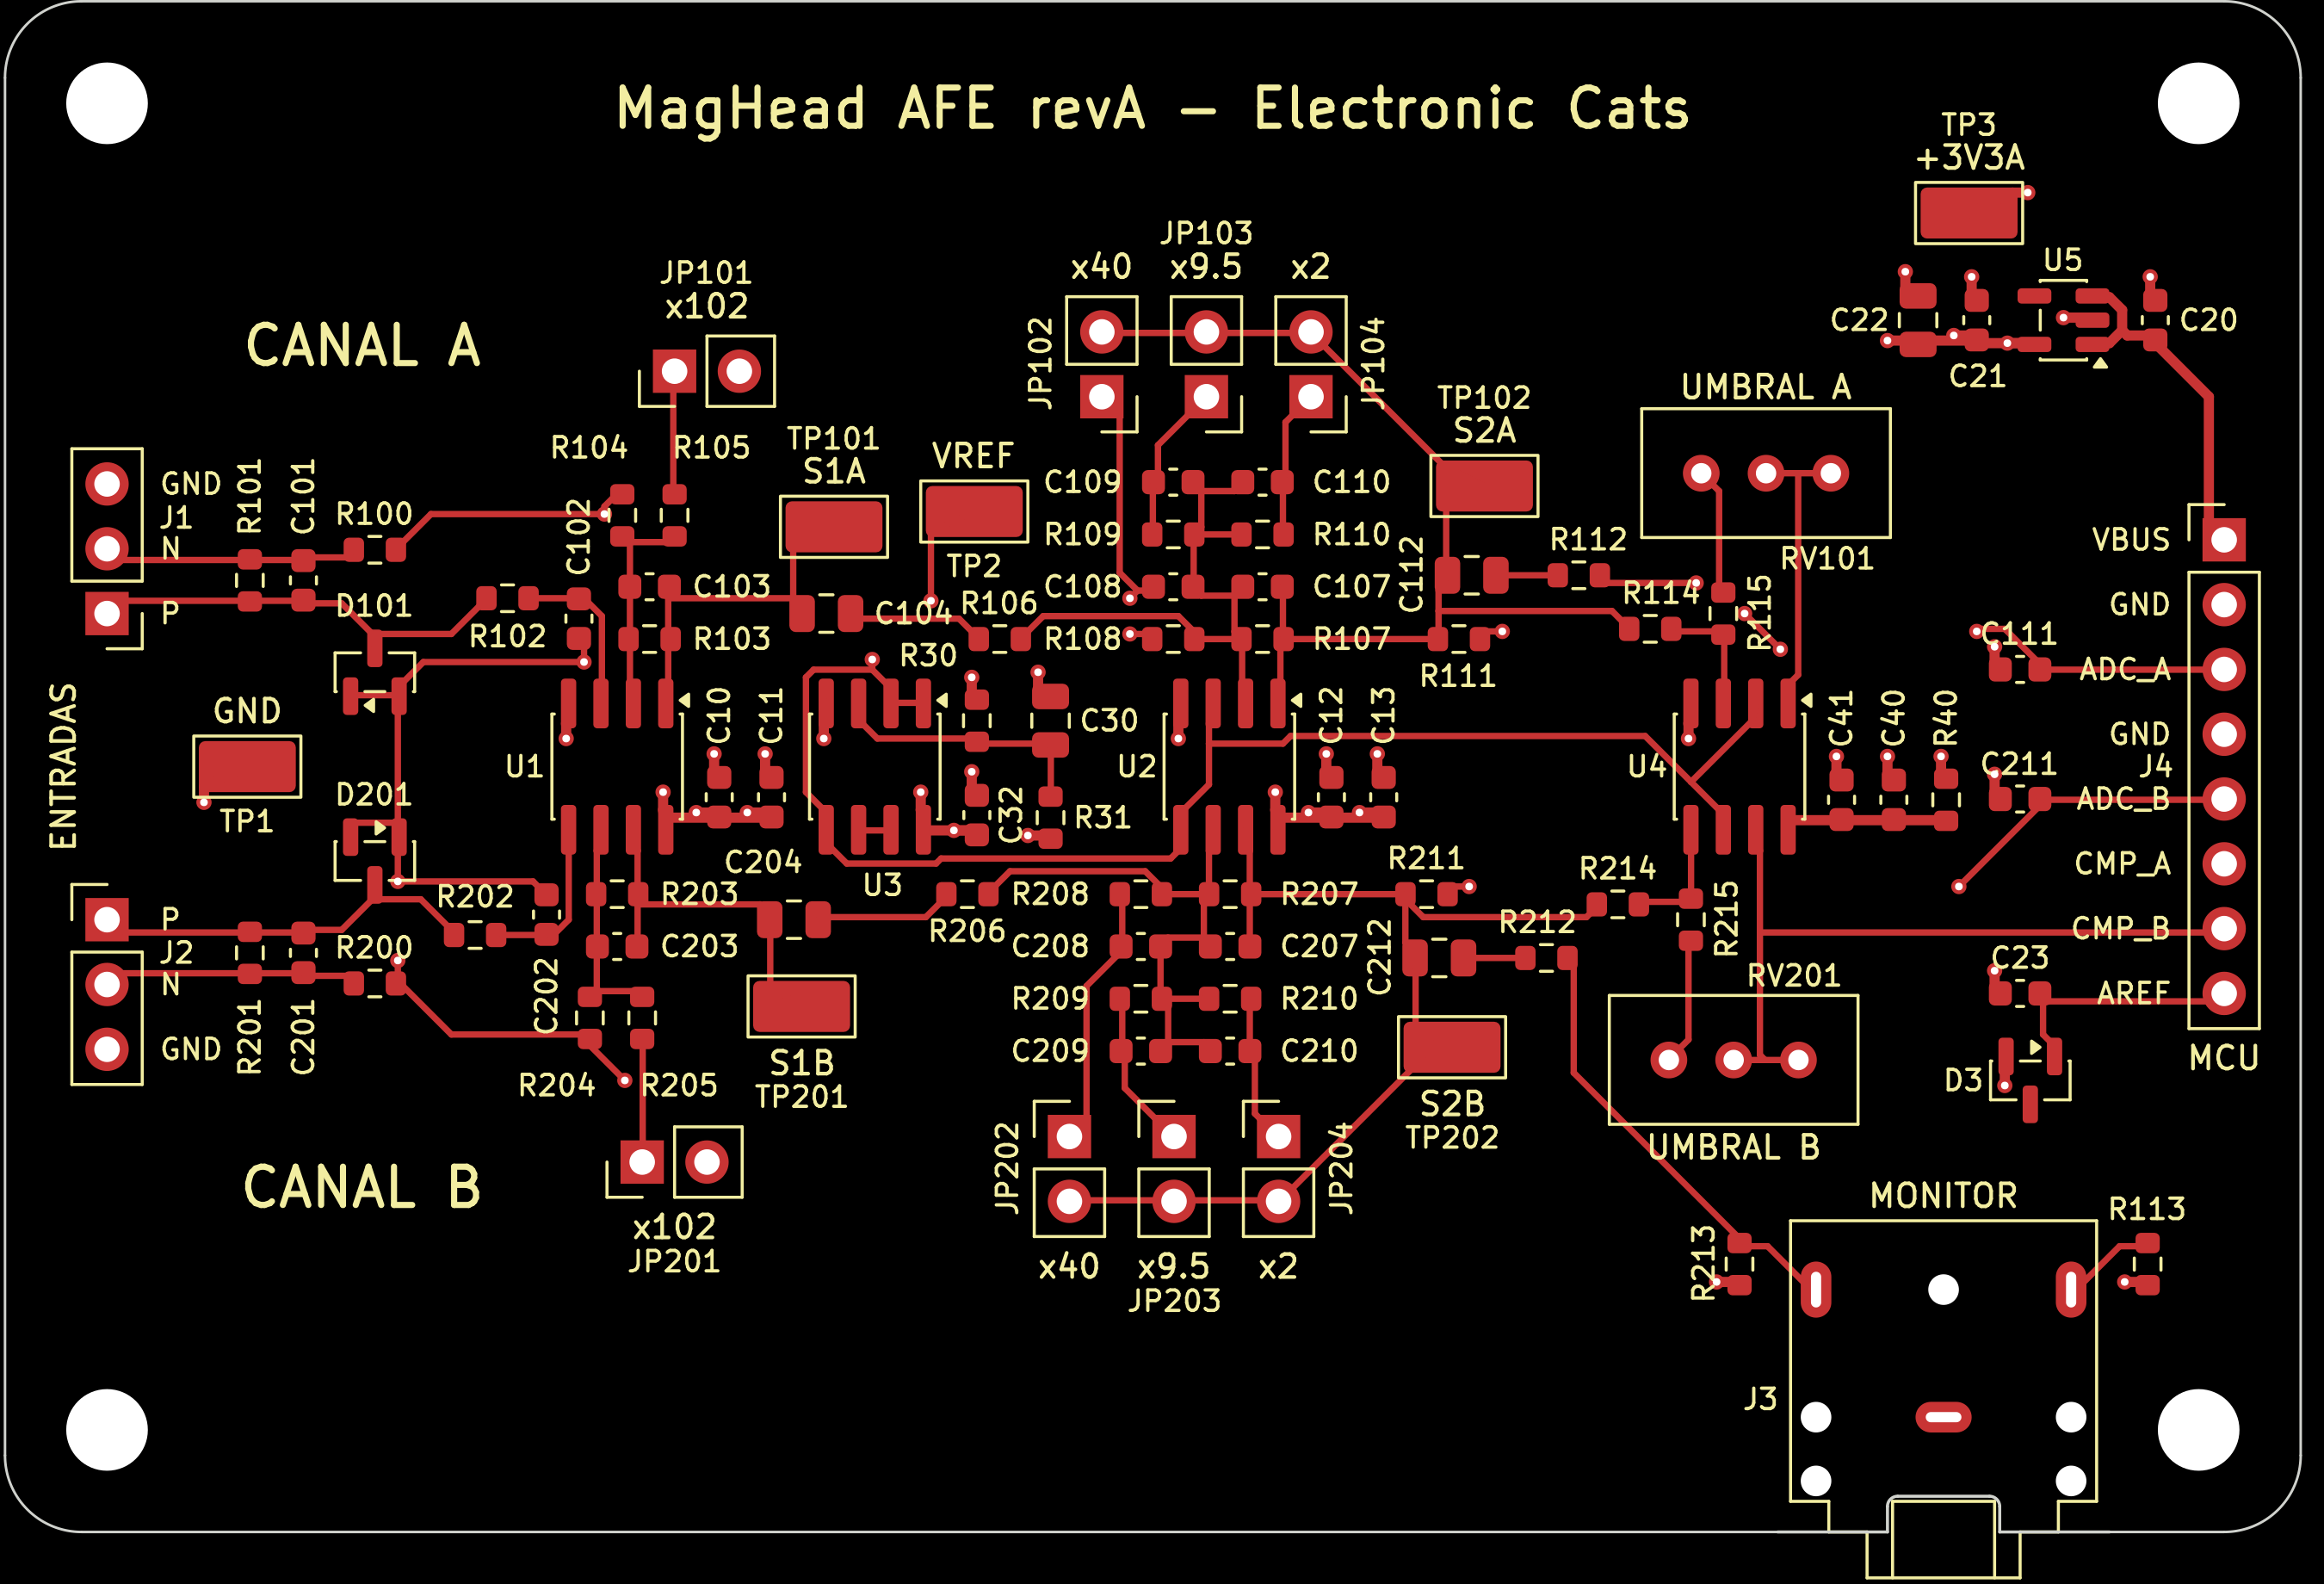 MagHead AFE revA - Electronic Cats
TP3
+3V3A
JP103
x40
x9.5
x2
U5
JP101
x102
C22
C20
CANAL A
JP102
JP104
C21
UMBRAL A
TP102
S2A
R104
R105
TP101
S1A
VREF
GND
J1
N
P
R101
C101
R100
C102
C109
C110
R109
R110
C112
R112
RV101
VBUS
TP2
D101
C103
C104
R106
C108
C107
R114
R115
GND
R102
R103
R30
R108
R107
R111
C111
ADC_A
ENTRADAS
GND
C10
C11
C30
C12
C13
C41
C40
R40
GND
U1
U2
U4
C211
J4
TP1
D201
C32
R31
ADC_B
C204
U3
R211
R214
CMP_A
P
J2
N
GND
R202
R203
R206
R208
R207
R212
R215
CMP_B
R200
C203
C208
C207
C212
RV201
C23
AREF
R201
C201
C202
R209
R210
C209
C210
R204
R205
S1B
TP201
S2B
TP202
D3
MCU
UMBRAL B
CANAL B
x102
JP201
JP202
JP204
x40
x9.5
x2
JP203
MONITOR
R213
R113
J3